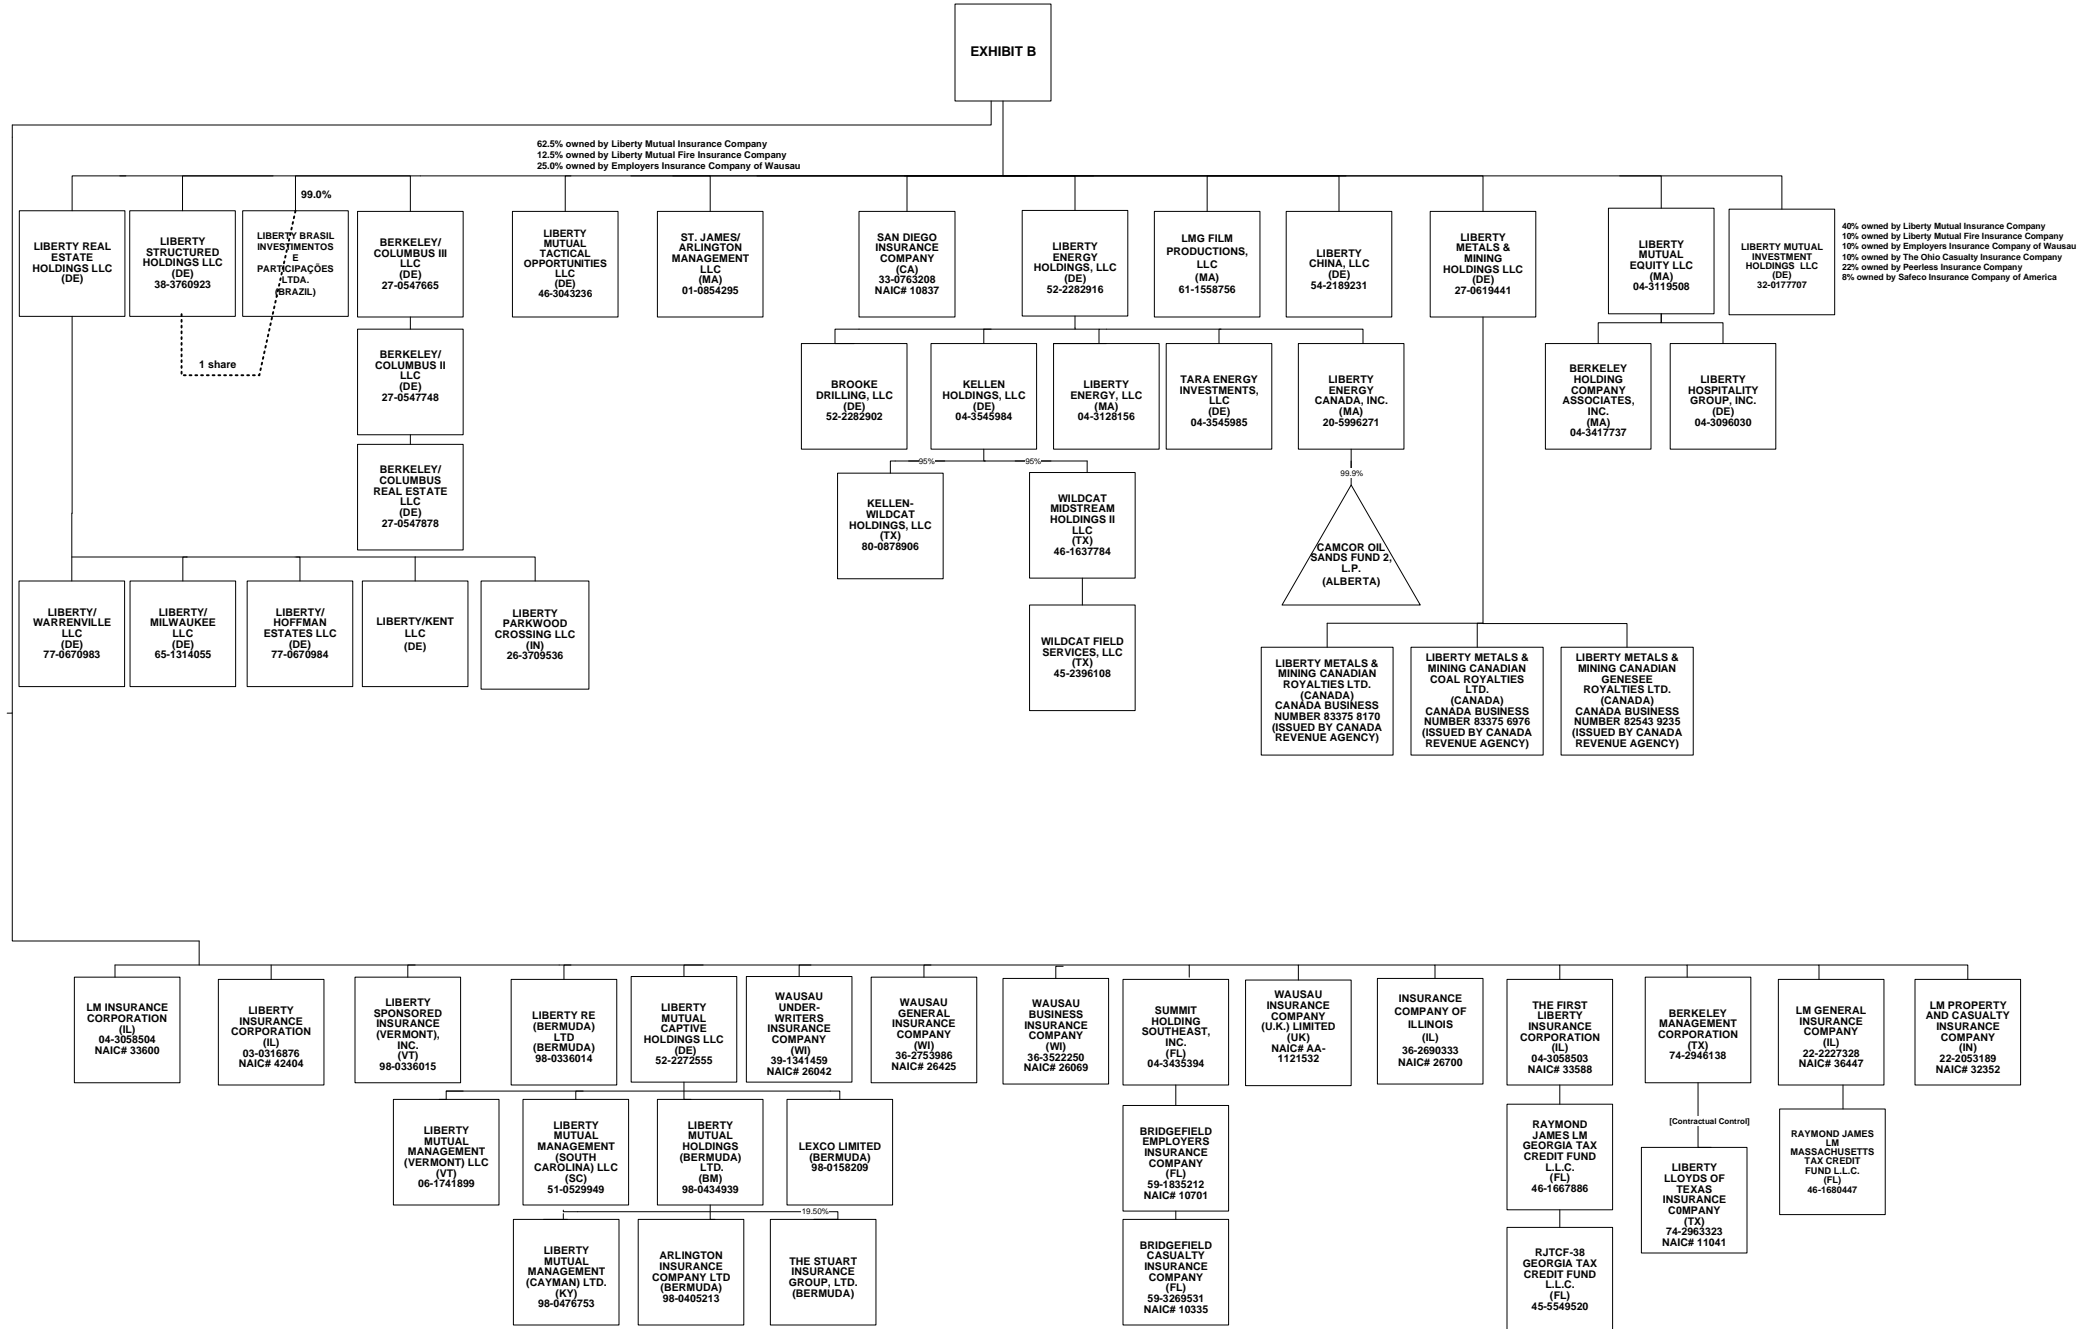 EXHIBIT B
62.5% owned by Liberty Mutual Insurance Company
12.5% owned by Liberty Mutual Fire Insurance Company
25.0% owned by Employers Insurance Company of Wausau
LIBERTY REAL
ESTATE
HOLDINGS LLC
(DE)
LIBERTY
STRUCTURED
HOLDINGS LLC
(DE)
38-3760923
99.0%
LIBERTY BRASIL
INVESTIMENTOS
E
PARTICIPAÇÕES
LTDA.
(BRAZIL)
1 share
BERKELEY/
COLUMBUS III
LLC
(DE)
27-0547665
LIBERTY
MUTUAL
TACTICAL
OPPORTUNITIES
LLC
(DE)
46-3043236
ST. JAMES/
ARLINGTON
MANAGEMENT
LLC
(MA)
01-0854295
SAN DIEGO
INSURANCE
COMPANY
(CA)
33-0763208
NAIC# 10837
LIBERTY
ENERGY
HOLDINGS, LLC
(DE)
52-2282916
LMG FILM
PRODUCTIONS,
LLC
(MA)
61-1558756
LIBERTY
CHINA, LLC
(DE)
54-2189231
LIBERTY
METALS &
MINING
HOLDINGS LLC
(DE)
27-0619441
LIBERTY
MUTUAL
EQUITY LLC
(MA)
04-3119508
LIBERTY MUTUAL
INVESTMENT
HOLDINGS  LLC
(DE)
32-0177707
40% owned by Liberty Mutual Insurance Company
10% owned by Liberty Mutual Fire Insurance Company
10% owned by Employers Insurance Company of Wausau
10% owned by The Ohio Casualty Insurance Company
22% owned by Peerless Insurance Company
8% owned by Safeco Insurance Company of America
BERKELEY/
COLUMBUS II
LLC
(DE)
27-0547748
BERKELEY/
COLUMBUS
REAL ESTATE
LLC
(DE)
27-0547878
BROOKE
DRILLING, LLC
(DE)
52-2282902
KELLEN
HOLDINGS, LLC
(DE)
04-3545984
LIBERTY
ENERGY, LLC
(MA)
04-3128156
TARA ENERGY
INVESTMENTS,
LLC
(DE)
04-3545985
LIBERTY
ENERGY
CANADA, INC.
(MA)
20-5996271
BERKELEY
HOLDING
COMPANY
ASSOCIATES,
INC.
(MA)
04-3417737
LIBERTY
HOSPITALITY
GROUP, INC.
(DE)
04-3096030
95%
95%
99.9%
KELLEN-
WILDCAT
HOLDINGS, LLC
(TX)
80-0878906
WILDCAT
MIDSTREAM
HOLDINGS II
LLC
(TX)
46-1637784
CAMCOR OIL
SANDS FUND 2,
L.P.
(ALBERTA)
WILDCAT FIELD
SERVICES, LLC
(TX)
45-2396108
LIBERTY/
WARRENVILLE
LLC
(DE)
77-0670983
LIBERTY/
MILWAUKEE
LLC
(DE)
65-1314055
LIBERTY/
HOFFMAN
ESTATES LLC
(DE)
77-0670984
LIBERTY/KENT
LLC
(DE)
LIBERTY
PARKWOOD
CROSSING LLC
(IN)
26-3709536
LIBERTY METALS &
MINING CANADIAN
ROYALTIES LTD.
(CANADA)
CANADA BUSINESS
NUMBER 83375 8170
(ISSUED BY CANADA
REVENUE AGENCY)
LIBERTY METALS &
MINING CANADIAN
COAL ROYALTIES
LTD.
(CANADA)
CANADA BUSINESS
NUMBER 83375 6976
(ISSUED BY CANADA
REVENUE AGENCY)
LIBERTY METALS &
MINING CANADIAN
GENESEE
ROYALTIES LTD.
(CANADA)
CANADA BUSINESS
NUMBER 82543 9235
(ISSUED BY CANADA
REVENUE AGENCY)
LM INSURANCE
CORPORATION
(IL)
04-3058504
NAIC# 33600
LIBERTY
INSURANCE
CORPORATION
(IL)
03-0316876
NAIC# 42404
LIBERTY
SPONSORED
INSURANCE
(VERMONT),
INC.
(VT)
98-0336015
LIBERTY RE
(BERMUDA)
LTD
(BERMUDA)
98-0336014
LIBERTY
MUTUAL
CAPTIVE
HOLDINGS LLC
(DE)
52-2272555
WAUSAU
UNDER-
WRITERS
INSURANCE
COMPANY
(WI)
39-1341459
NAIC# 26042
WAUSAU
GENERAL
INSURANCE
COMPANY
(WI)
36-2753986
NAIC# 26425
WAUSAU
BUSINESS
INSURANCE
COMPANY
(WI)
36-3522250
NAIC# 26069
SUMMIT
HOLDING
SOUTHEAST,
INC.
(FL)
04-3435394
WAUSAU
INSURANCE
COMPANY
(U.K.) LIMITED
(UK)
NAIC# AA-
1121532
INSURANCE
COMPANY OF
ILLINOIS
(IL)
36-2690333
NAIC# 26700
THE FIRST
LIBERTY
INSURANCE
CORPORATION
(IL)
04-3058503
NAIC# 33588
BERKELEY
MANAGEMENT
CORPORATION
(TX)
74-2946138
LM GENERAL
INSURANCE
COMPANY
(IL)
22-2227328
NAIC# 36447
LM PROPERTY
AND CASUALTY
INSURANCE
COMPANY
(IN)
22-2053189
NAIC# 32352
LIBERTY
MUTUAL
MANAGEMENT
(VERMONT) LLC
(VT)
06-1741899
LIBERTY
MUTUAL
MANAGEMENT
(SOUTH
CAROLINA) LLC
(SC)
51-0529949
LIBERTY
MUTUAL
HOLDINGS
(BERMUDA)
LTD.
(BM)
98-0434939
LEXCO LIMITED
(BERMUDA)
98-0158209
BRIDGEFIELD
EMPLOYERS
INSURANCE
COMPANY
(FL)
59-1835212
NAIC# 10701
RAYMOND
JAMES LM
GEORGIA TAX
CREDIT FUND
L.L.C.
(FL)
46-1667886
[Contractual Control]
LIBERTY
LLOYDS OF
TEXAS
INSURANCE
C0MPANY
(TX)
74-2963323
NAIC# 11041
RAYMOND JAMES
LM
MASSACHUSETTS
TAX CREDIT
FUND L.L.C.
(FL)
46-1680447
19.50%
LIBERTY
MUTUAL
MANAGEMENT
(CAYMAN) LTD.
(KY)
98-0476753
ARLINGTON
INSURANCE
COMPANY LTD
(BERMUDA)
98-0405213
THE STUART
INSURANCE
GROUP, LTD.
(BERMUDA)
BRIDGEFIELD
CASUALTY
INSURANCE
COMPANY
(FL)
59-3269531
NAIC# 10335
RJTCF-38
GEORGIA TAX
CREDIT FUND
L.L.C.
(FL)
45-5549520